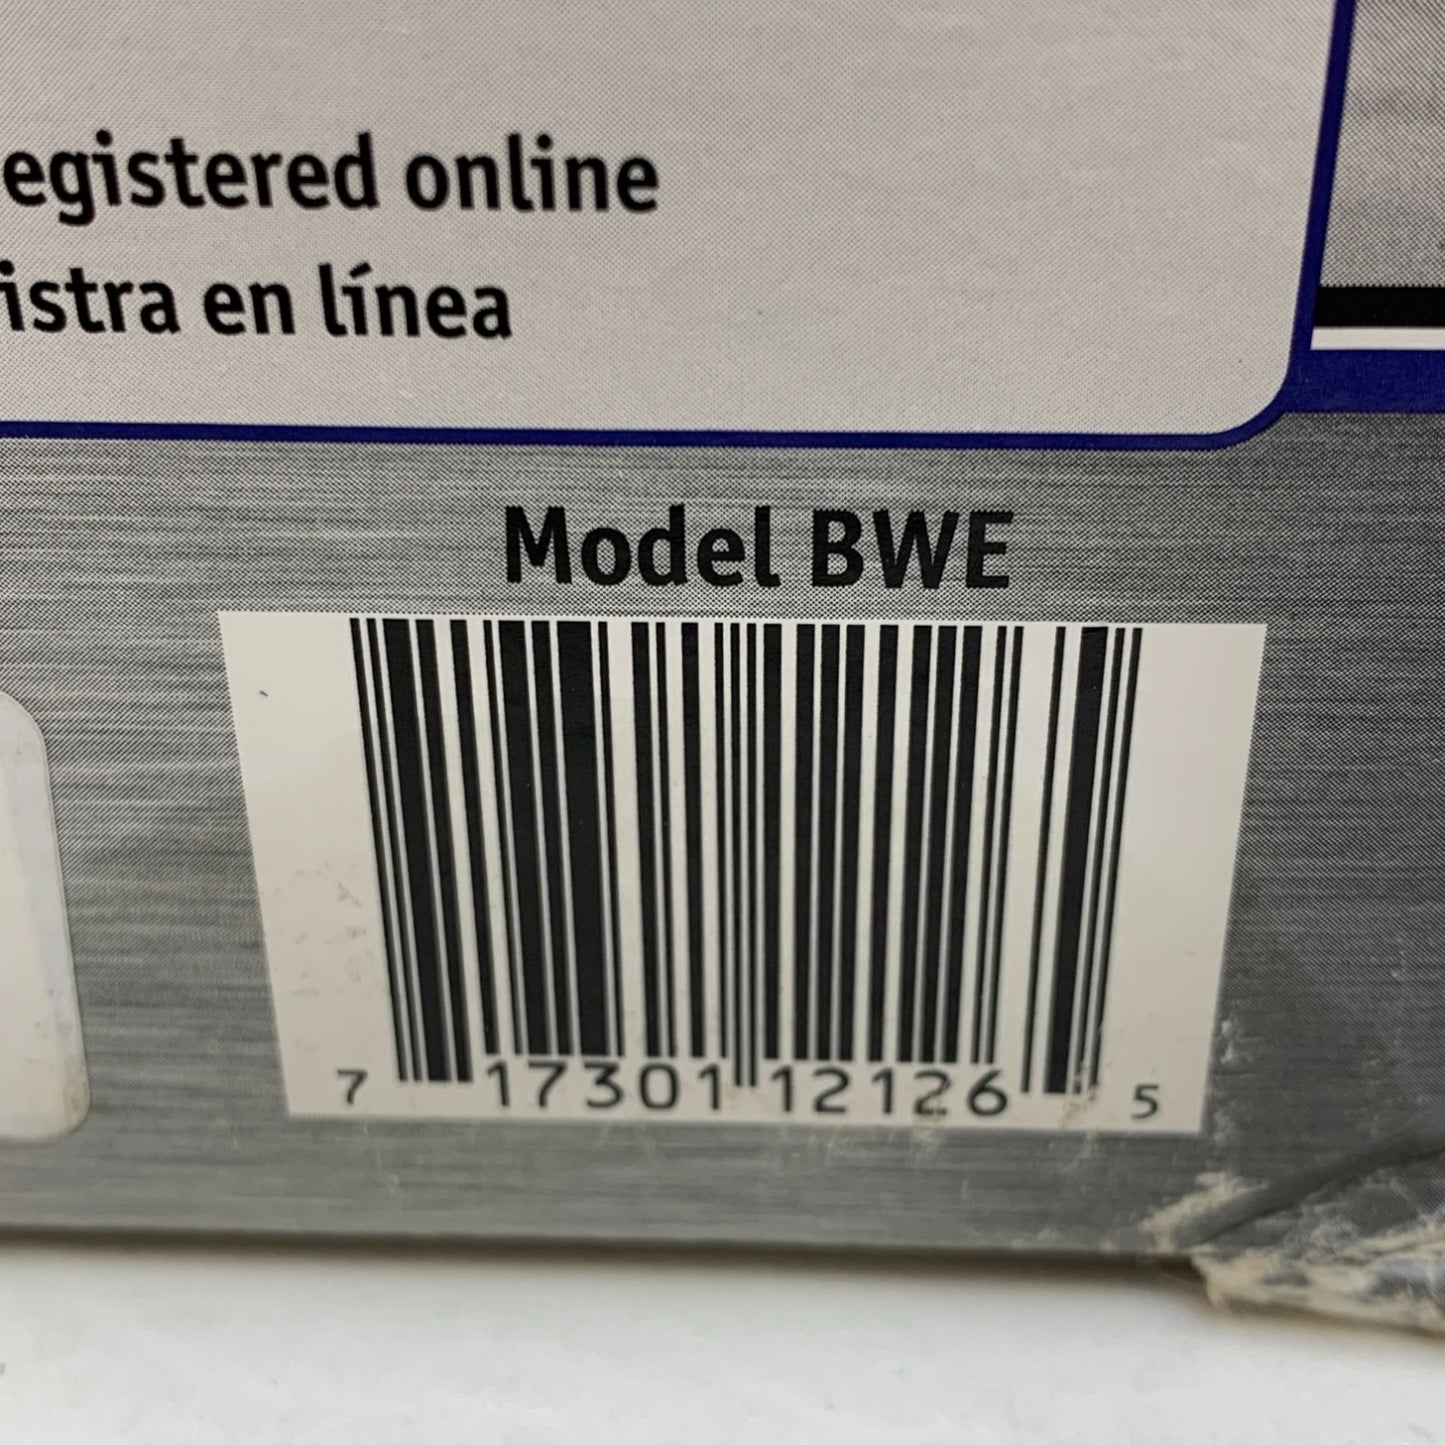 egistered online
istra en línea
Model BWE
7 17301 12126 5